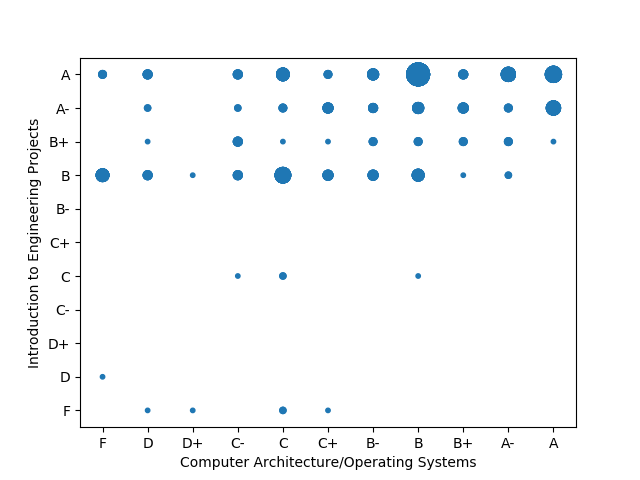 Introduction to Engineering Projects
A
A-
B+
B
B-
C+
C
C-
D+
D
F
F D D+ C- C C+ B- B B+ A- A
Computer Architecture/Operating Systems